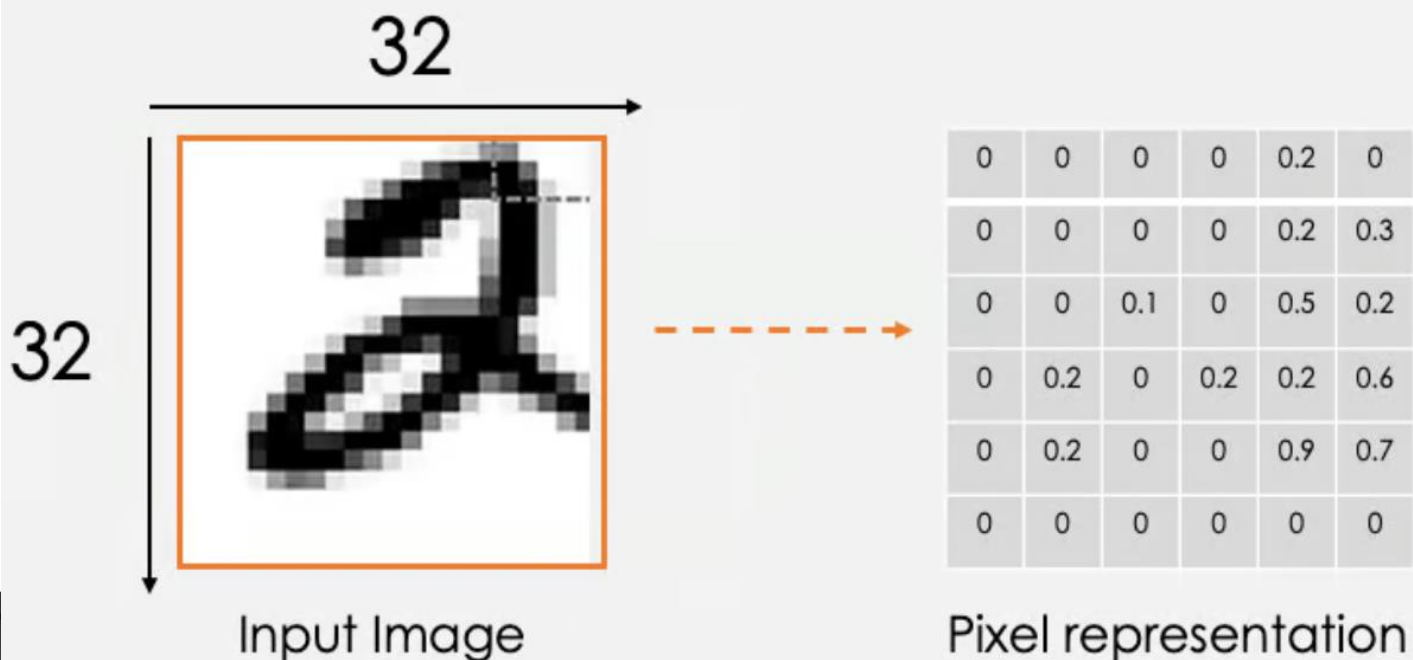 32
32
0 0 0 0 0.2 0
0 0 0 0 0.2 0.3
0 0 0.1 0 0.5 0.2
0 0.2 0 0.2 0.2 0.6
0 0.2 0 0 0.9 0.7
0 0 0 0 0 0
Input Image
Pixel representation